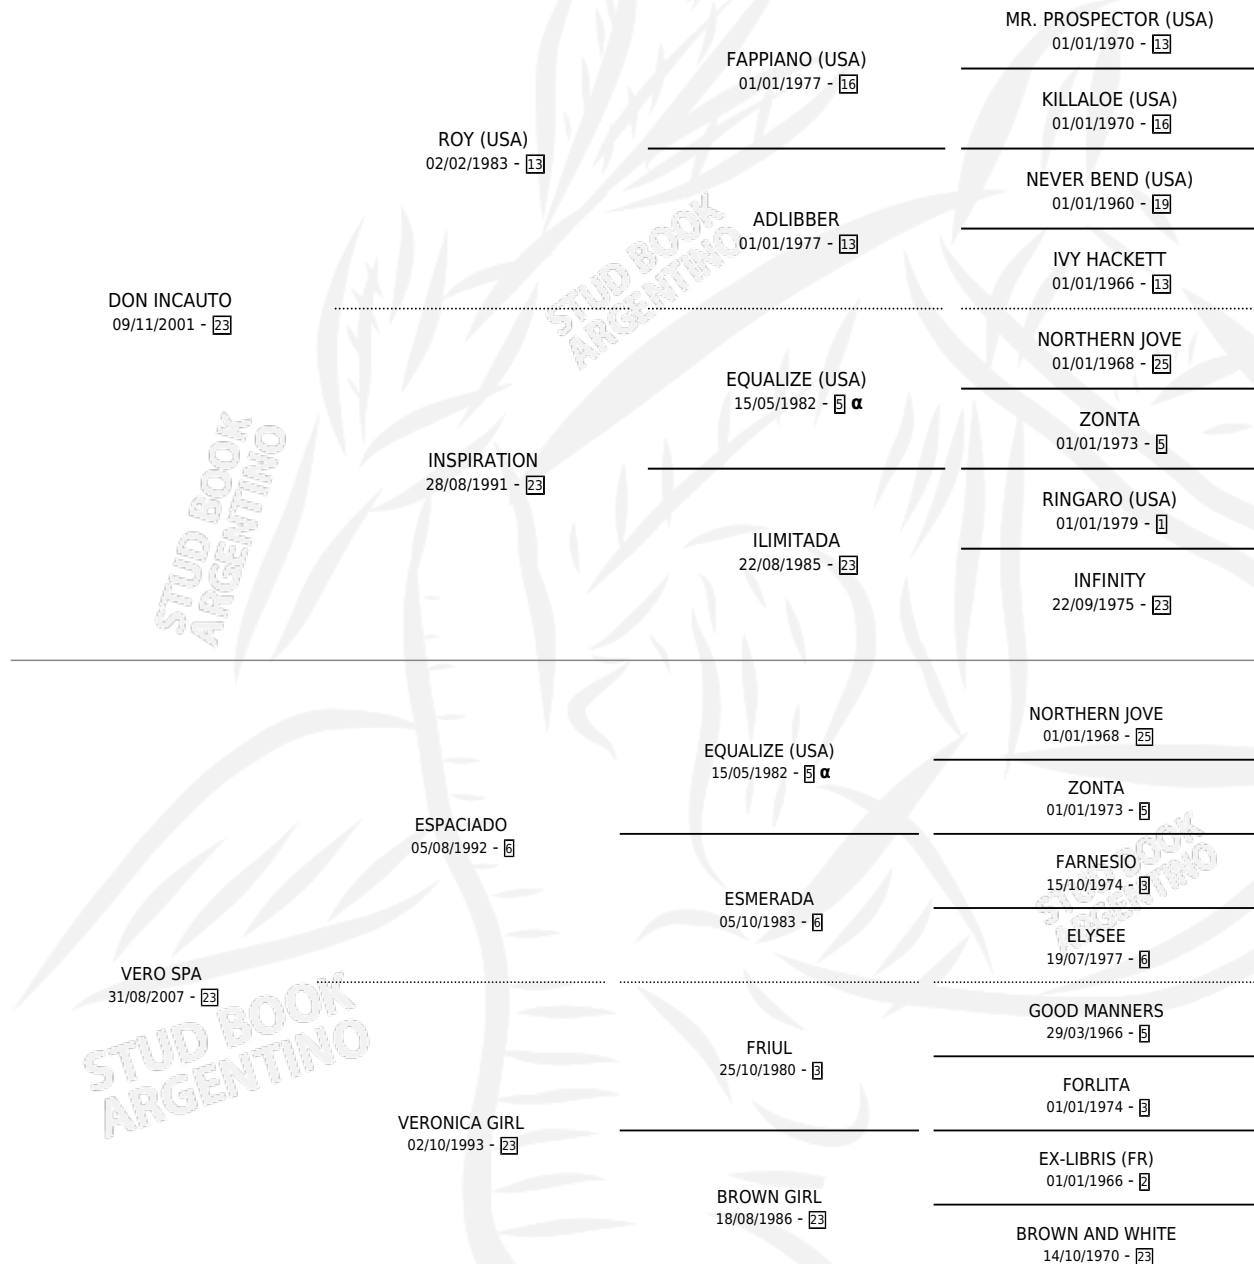 MR. PROSPECTOR (USA)
01/01/1970 - 13
FAPPIANO (USA)
01/01/1977 - 16
KILLALOE (USA)
01/01/1970 - 16
ROY (USA)
02/02/1983 - 13
NEVER BEND (USA)
01/01/1960 - 19
ADLIBBER
01/01/1977 - 13
IVY HACKETT
01/01/1966 - 13
DON INCAUTO
09/11/2001 - 23
NORTHERN JOVE
01/01/1968 - 25
EQUALIZE (USA)
15/05/1982 - 5 α
ZONTA
01/01/1973 - 5
INSPIRATION
28/08/1991 - 23
RINGARO (USA)
01/01/1979 - 1
ILIMITADA
22/08/1985 - 23
INFINITY
22/09/1975 - 23
NORTHERN JOVE
01/01/1968 - 25
EQUALIZE (USA)
15/05/1982 - 5 α
ZONTA
01/01/1973 - 5
ESPACIADO
05/08/1992 - 6
FARNESIO
15/10/1974 - 3
ESMERADA
05/10/1983 - 6
ELYSEE
19/07/1977 - 6
VERO SPA
31/08/2007 - 23
GOOD MANNERS
29/03/1966 - 5
FRIUL
25/10/1980 - 3
FORLITA
01/01/1974 - 3
VERONICA GIRL
02/10/1993 - 23
EX-LIBRIS (FR)
01/01/1966 - 2
BROWN GIRL
18/08/1986 - 23
BROWN AND WHITE
14/10/1970 - 23
STUD BOOK
ARGENTINO
STUD BOOK
ARGENTINO
STUD BOOK
ARGENTINO
STUD BOOK
ARGENTINO